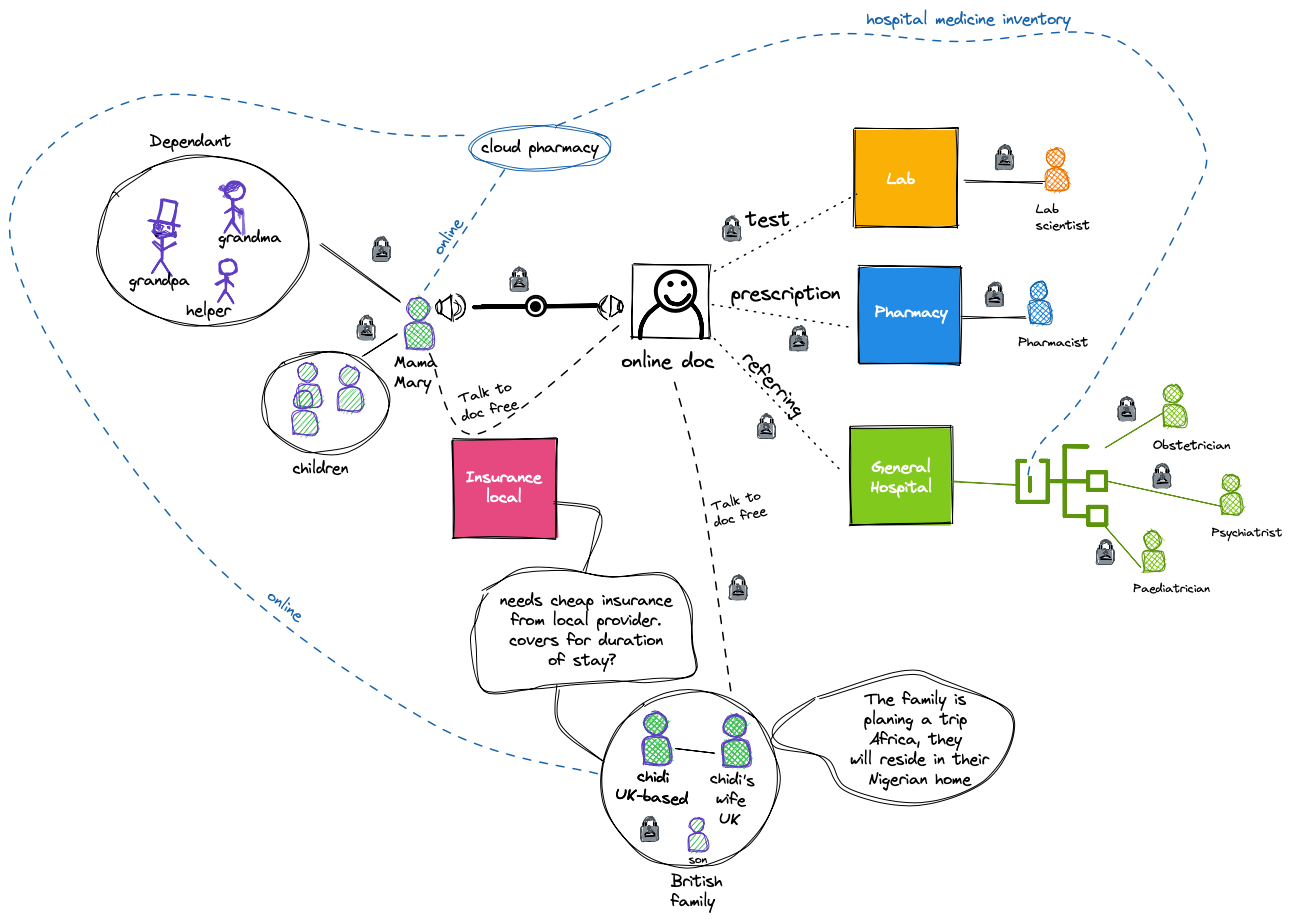 hospital medicine inventory
Dependant
cloud pharmacy
grandma
grandpa
helper
online
test
Lab
Lab
scientist
prescription
Pharmacy
Pharmacist
Mama
Mary
online doc
Talk to
doc free
referring
children
Insurance
local
General
Hospital
Obstetrician
Psychiatrist
Paediatrician
Talk to
doc free
online
needs cheap insurance
from local provider.
covers for duration
of stay?
The family is
planing a trip
Africa, they
will reside in their
Nigerian home
chidi
UK-based
chidi's
wife
UK
son
British
family